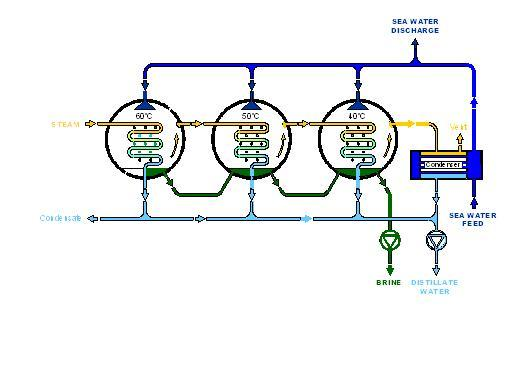 SEA WATER
DISCHARGE
60°C
50°C
40°C
STEAM
Vent
Condenser
Condensate
SEA WATER
FEED
BRINE
DISTILLATE
WATER